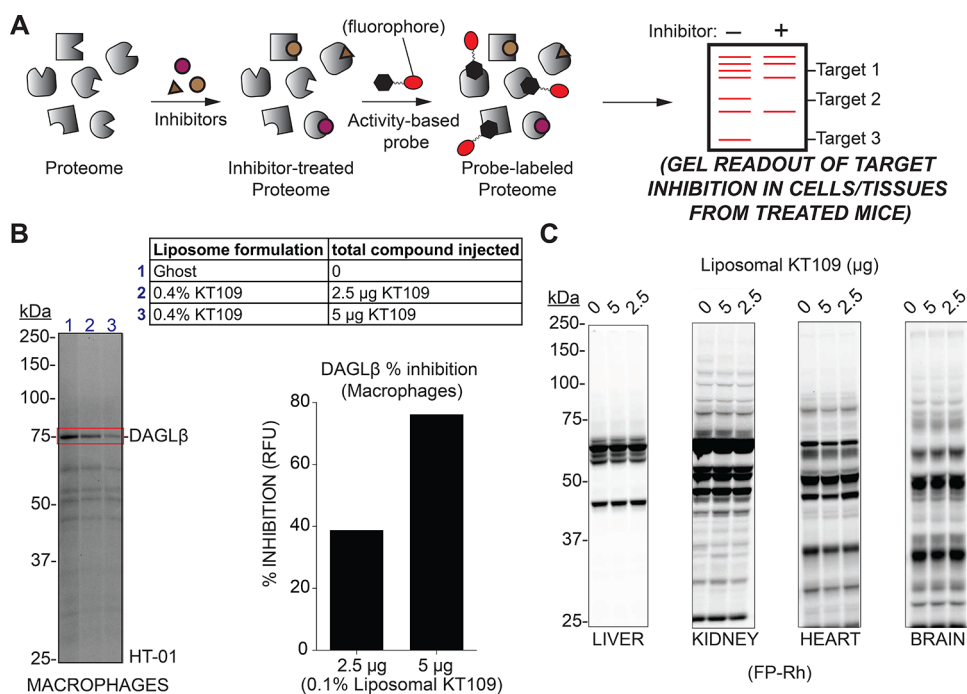 A
Proteome
Inhibitors
Inhibitor-treated
Proteome
(fluorophore)
Activity-based
probe
Probe-labeled
Proteome
Inhibitor: − +
Target 1
Target 2
Target 3
(GEL READOUT OF TARGET
INHIBITION IN CELLS/TISSUES
FROM TREATED MICE)
B
Liposome formulation total compound injected
1 Ghost 0
2 0.4% KT109 2.5 µg KT109
3 0.4% KT109 5 µg KT109
kDa
1 2 3
250-
150-
100-
75-
50-
37-
25-
DAGLβ
HT-01
MACROPHAGES
DAGLβ % inhibition
(Macrophages)
% INHIBITION (RFU)
80
60
40
20
0
2.5 µg 5 µg
(0.1% Liposomal KT109)
C
Liposomal KT109 (µg)
kDa
0 5 2.5 0 5 2.5 0 5 2.5 0 5 2.5
250-
150-
100-
75-
50-
37-
25-
LIVER KIDNEY HEART BRAIN
(FP-Rh)